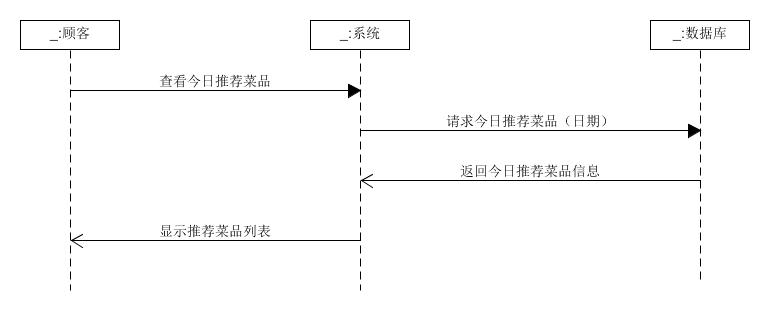 _:顾客
_:系统
_:数据库
查看今日推荐菜品
请求今日推荐菜品（日期）
返回今日推荐菜品信息
显示推荐菜品列表